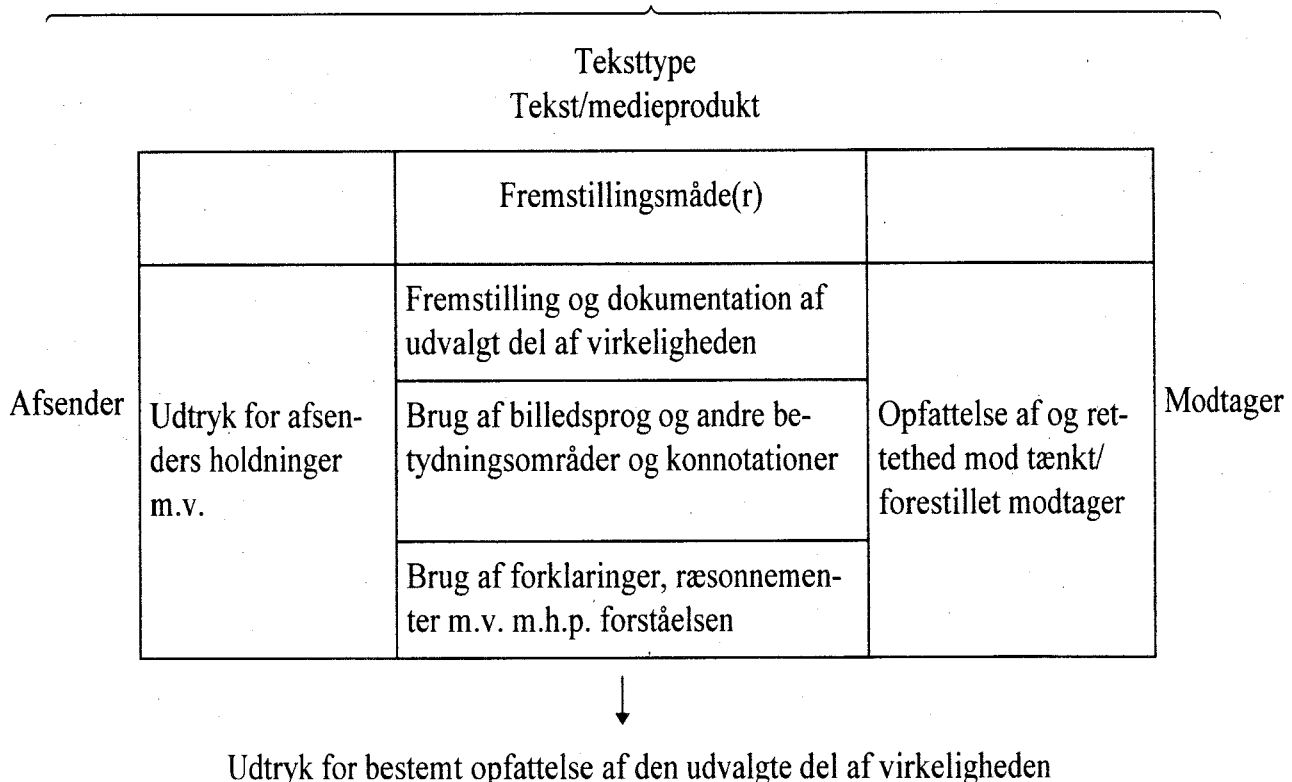 Teksttype
Tekst/medieprodukt
Fremstillingsmåde(r)
Afsender
Udtryk for afsen-
ders holdninger
m.v.
Fremstilling og dokumentation af
udvalgt del af virkeligheden
Brug af billedsprog og andre be-
tydningsområder og konnotationer
Brug af forklaringer, ræsonnemen-
ter m.v. m.h.p. forståelsen
Opfattelse af og ret-
tethed mod tænkt/
forestillet modtager
Modtager
Udtryk for bestemt opfattelse af den udvalgte del af virkeligheden